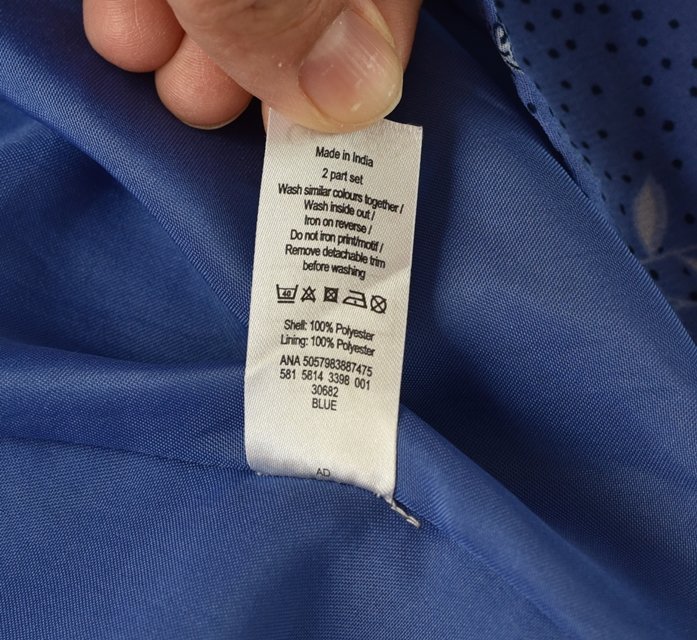 Made in India
2 part set
Wash similar colours together /
Wash inside out /
Iron on reverse /
Do not iron print/motif /
Remove detachable trim
before washing
40
Shell: 100% Polyester
Lining: 100% Polyester
ANA 5057983887475
581 5814 3398 001
30682
BLUE
AD